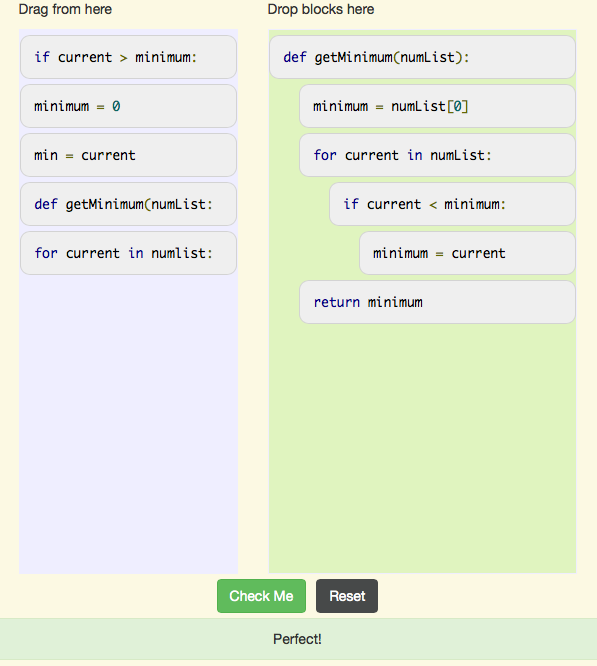 Drag from here
if current > minimum:
minimum = 0
min = current
def getMinimum(numList:
for current in numlist:
Drop blocks here
def getMinimum(numList):
minimum = numList[0]
for current in numList:
if current < minimum:
minimum = current
return minimum
Check Me
Reset
Perfect!